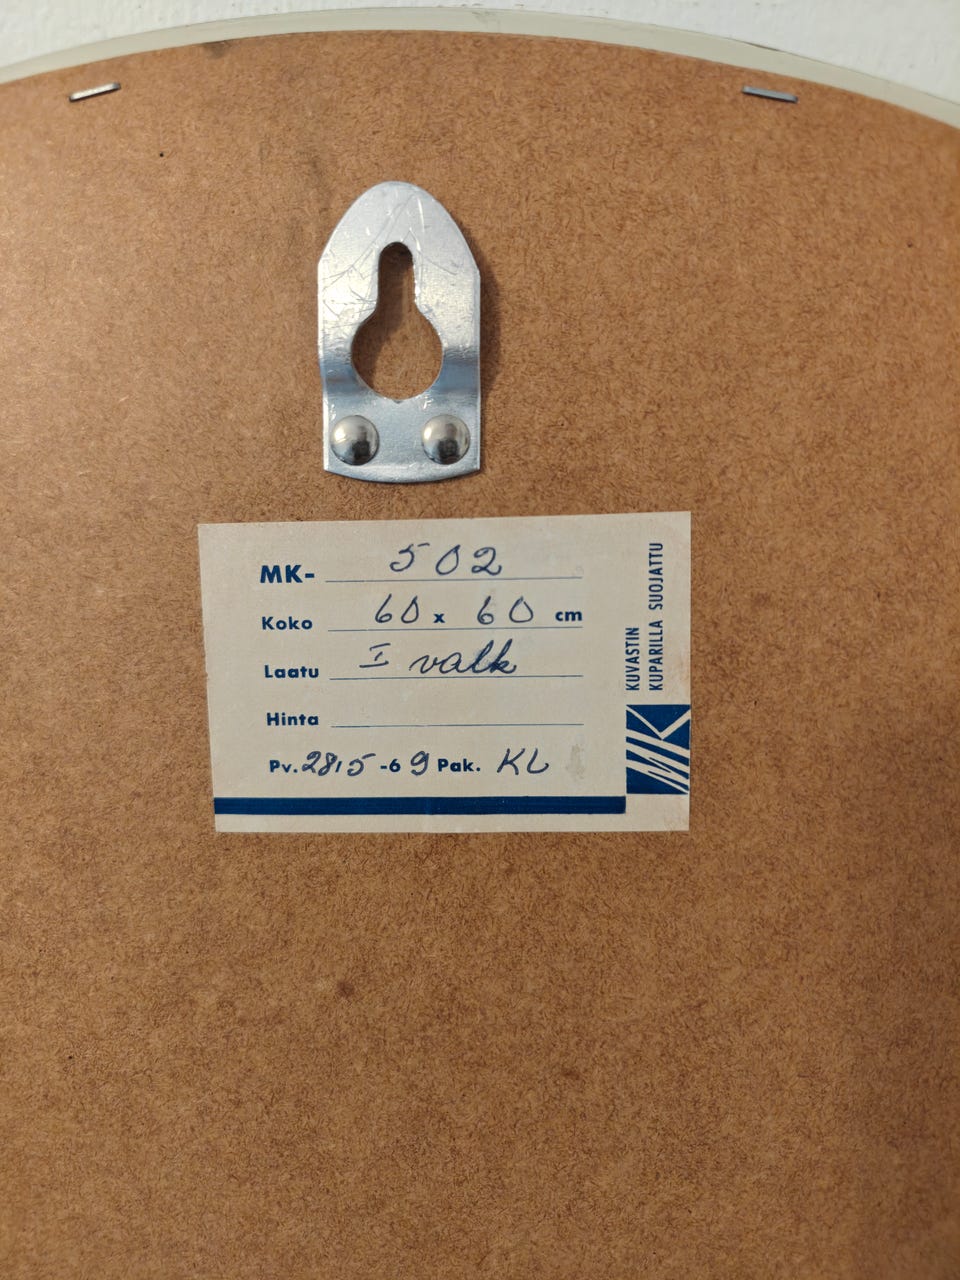 MK- 502
Koko 60 x 60 cm
Laatu I valk
Hinta
Pv. 28,5 -69 Pak. KL
KUVASTIN
KUPARILLA SUOJATTU
MK